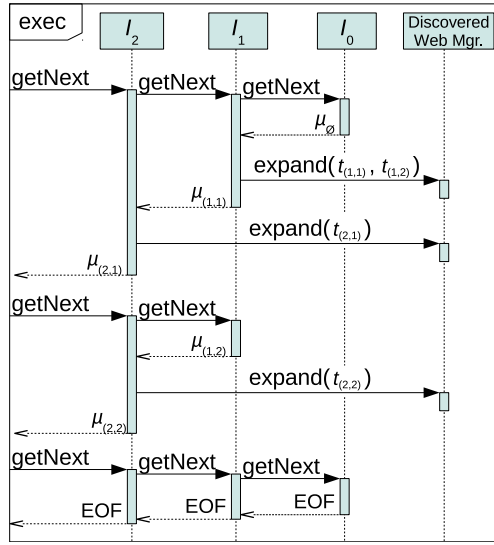 exec
I₂ I₁ I₀ Discovered
Web Mgr.
getNext getNext getNext
μ∅
expand(t(1,1), t(1,2))
μ(1,1)
expand(t(2,1))
μ(2,1)
getNext getNext
μ(1,2)
expand(t(2,2))
μ(2,2)
getNext getNext getNext
EOF EOF EOF